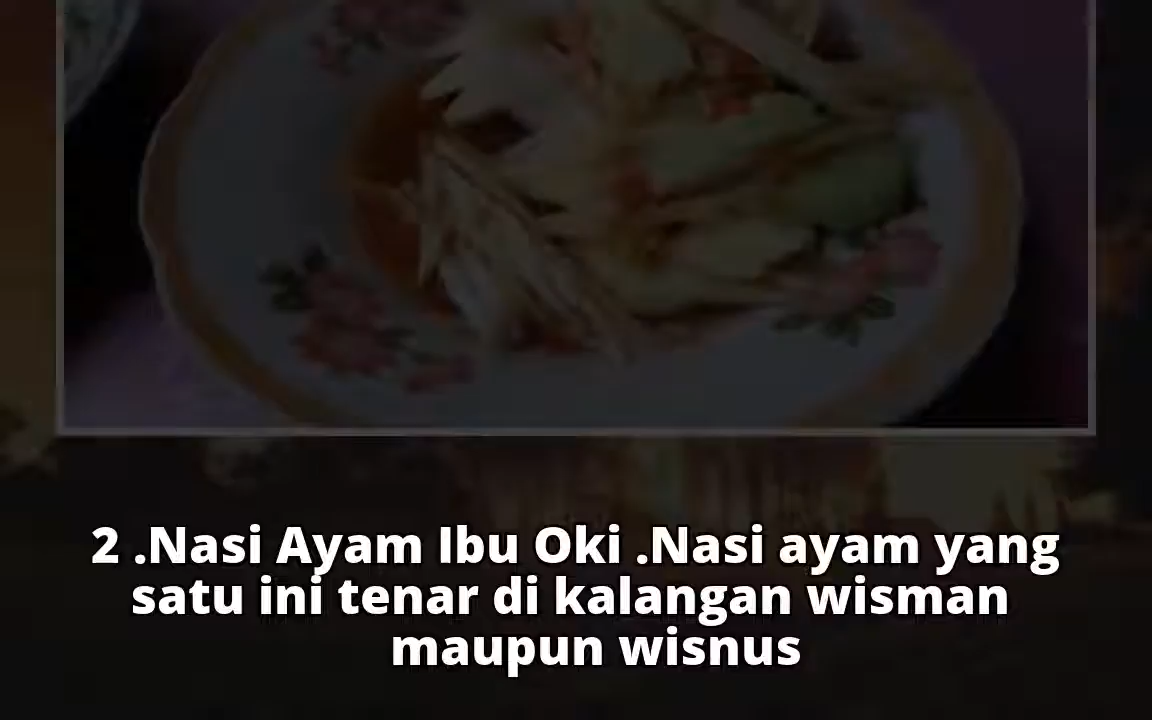 2 .Nasi Ayam Ibu Oki .Nasi ayam yang
satu ini tenar di kalangan wisman
maupun wisnus